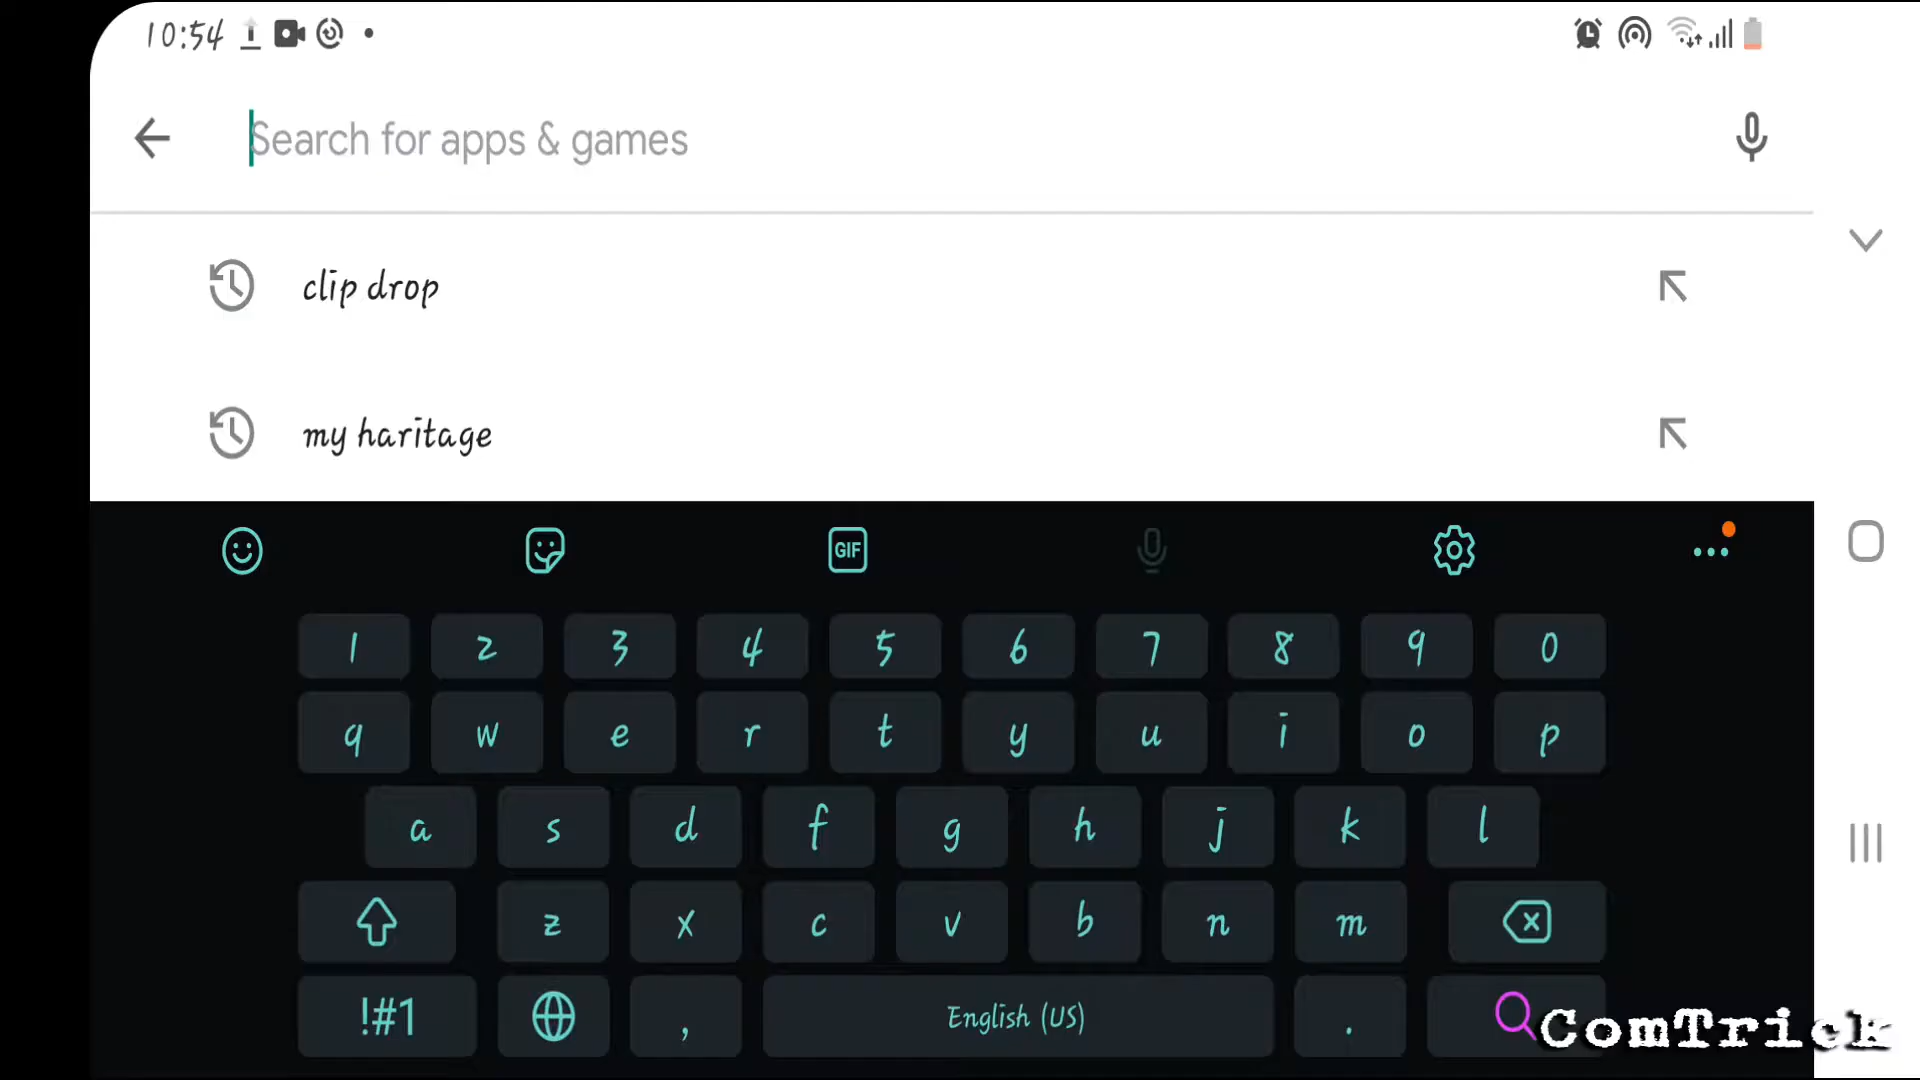 10:54
Search for apps & games
clip drop
my haritage
GIF
1 2 3 4 5 6 7 8 9 0
q w e r t y u i o p
a s d f g h j k l
z x c v b n m
!#1 , English (US) .
ComTrick